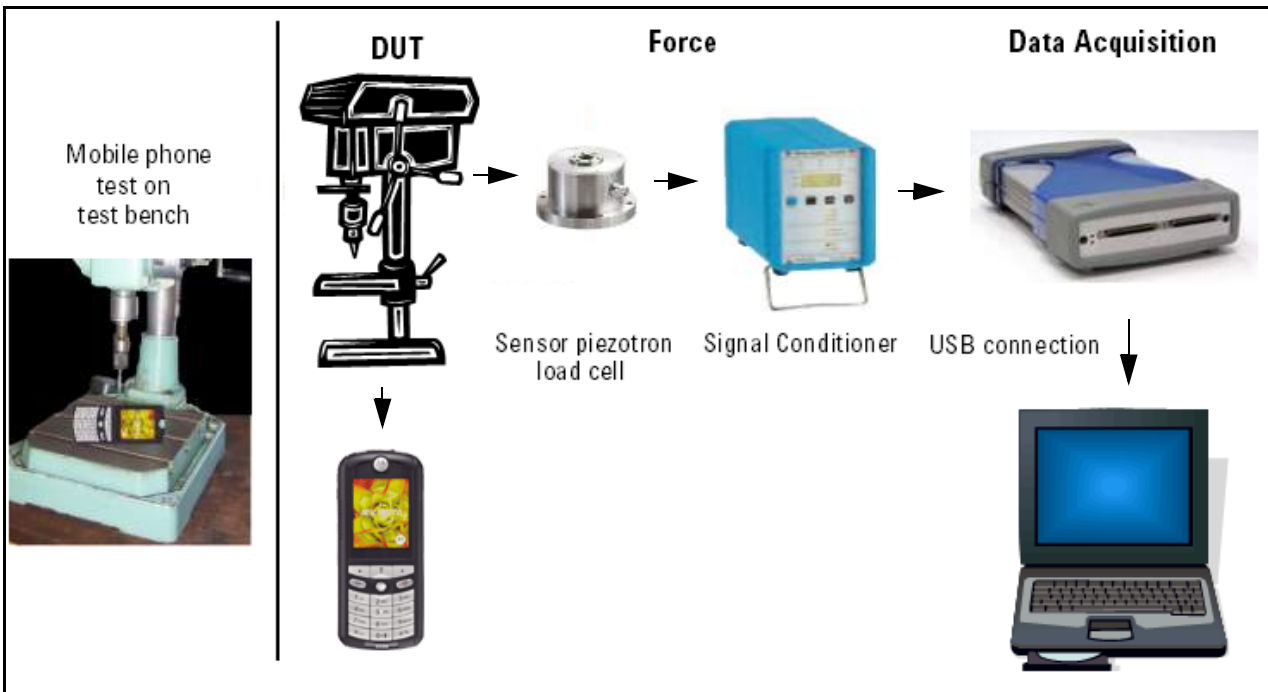 Mobile phone
test on
test bench
DUT
Force
Data Acquisition
Sensor piezotron
load cell
Signal Conditioner
USB connection